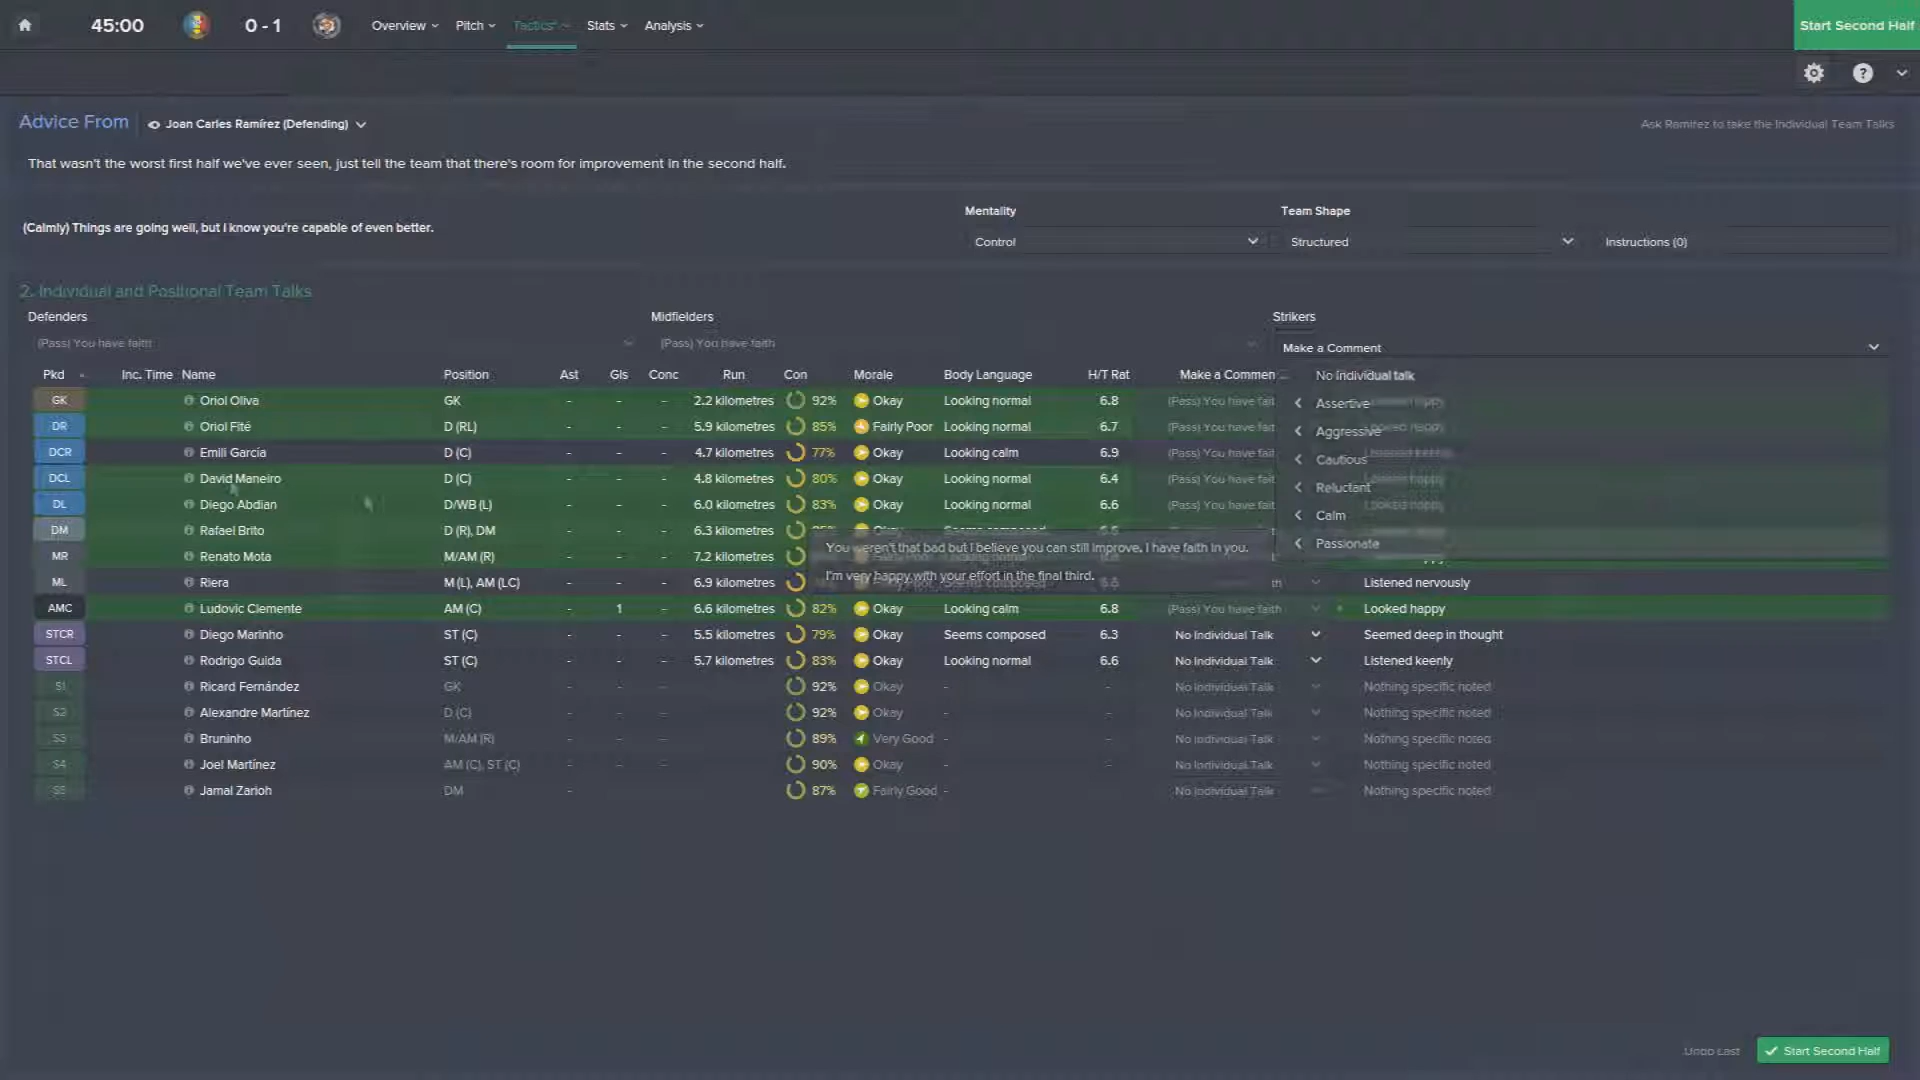 45:00 0 - 1 Overview Pitch Tactics Stats Analysis Start Second Half
Advice From Joan Carles Ramírez (Defending) Ask Ramírez to take the Individual Team Talks
That wasn't the worst first half we've ever seen, just tell the team that there's room for improvement in the second half.
Mentality Team Shape
(Calmly) Things are going well, but I know you're capable of even better.
Control Structured Instructions (0)
2. Individual and Positional Team Talks
Defenders Midfielders Strikers
(Pass) You have faith (Pass) You have faith Make a Comment
Pkd Inc. Time Name Position Ast Gls Conc Run Con Morale Body Language H/T Rat Make a Commen No individual talk
GK Oriol Oliva GK - - - 2.2 kilometres 92% Okay Looking normal 6.8 (Pass) You have fait Assertive
DR Oriol Fité D (RL) - - - 5.9 kilometres 85% Fairly Poor Looking normal 6.7 (Pass) You have fait Aggressive
DCR Emili García D (C) - - - 4.7 kilometres 77% Okay Looking calm 6.9 (Pass) You have fait Cautious
DCL David Maneiro D (C) - - - 4.8 kilometres 80% Okay Looking normal 6.4 (Pass) You have fait Reluctant
DL Diego Abdian D/WB (L) - - - 6.0 kilometres 83% Okay Looking normal 6.6 (Pass) You have fait Calm
DM Rafael Brito D (R), DM - - - 6.3 kilometres Seems composed Passionate
You weren't that bad but I believe you can still improve, I have faith in you.
MR Renato Mota M/AM (R) - - - 7.2 kilometres
I'm very happy with your effort in the final third.
ML Riera M (L), AM (LC) - - - 6.9 kilometres th Listened nervously
AMC Ludovic Clemente AM (C) - 1 - 6.6 kilometres 82% Okay Looking calm 6.8 (Pass) You have faith Looked happy
STCR Diego Marinho ST (C) - - - 5.5 kilometres 79% Okay Seems composed 6.3 No Individual Talk Seemed deep in thought
STCL Rodrigo Guida ST (C) - - - 5.7 kilometres 83% Okay Looking normal 6.6 No Individual Talk Listened keenly
S1 Ricard Fernández GK - - - 92% Okay - - No Individual Talk Nothing specific noted
S2 Alexandre Martínez D (C) - - - 92% Okay - - No Individual Talk Nothing specific noted
S3 Bruninho M/AM (R) - - - 89% Very Good - - No Individual Talk Nothing specific noted
S4 Joel Martínez AM (C), ST (C) - - - 90% Okay - - No Individual Talk Nothing specific noted
S5 Jamal Zarioh DM - 87% Fairly Good - No Individual Talk Nothing specific noted
Undo Last Start Second Half